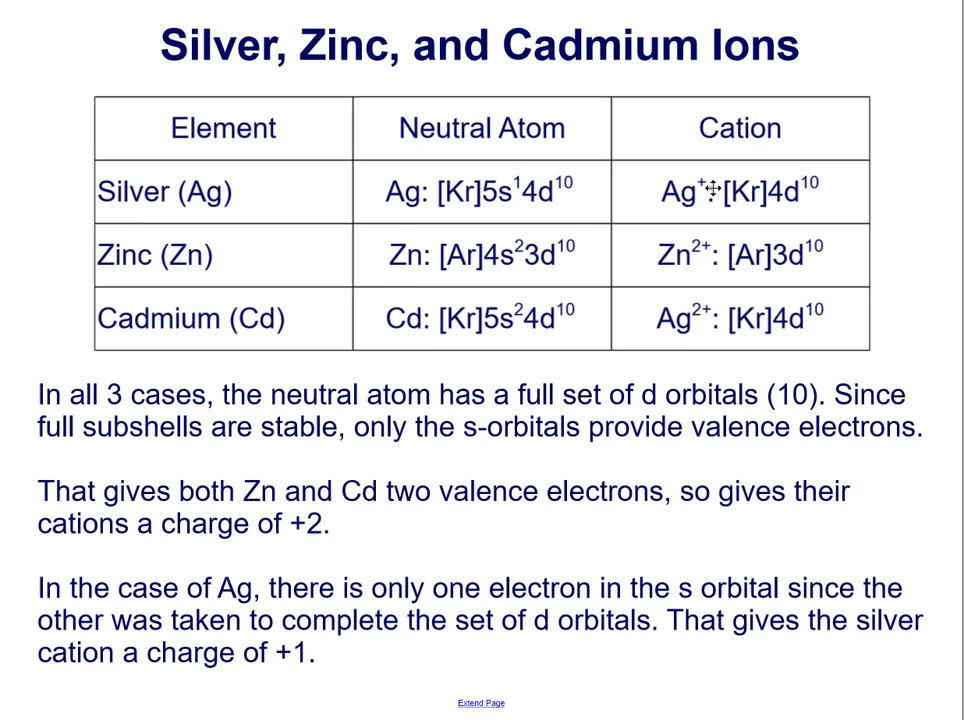 Silver, Zinc, and Cadmium Ions
Element Neutral Atom Cation
Silver (Ag) Ag: [Kr]5s¹4d¹⁰ Ag⁺: [Kr]4d¹⁰
Zinc (Zn) Zn: [Ar]4s²3d¹⁰ Zn²⁺: [Ar]3d¹⁰
Cadmium (Cd) Cd: [Kr]5s²4d¹⁰ Ag²⁺: [Kr]4d¹⁰
In all 3 cases, the neutral atom has a full set of d orbitals (10). Since
full subshells are stable, only the s-orbitals provide valence electrons.
That gives both Zn and Cd two valence electrons, so gives their
cations a charge of +2.
In the case of Ag, there is only one electron in the s orbital since the
other was taken to complete the set of d orbitals. That gives the silver
cation a charge of +1.
Extend Page